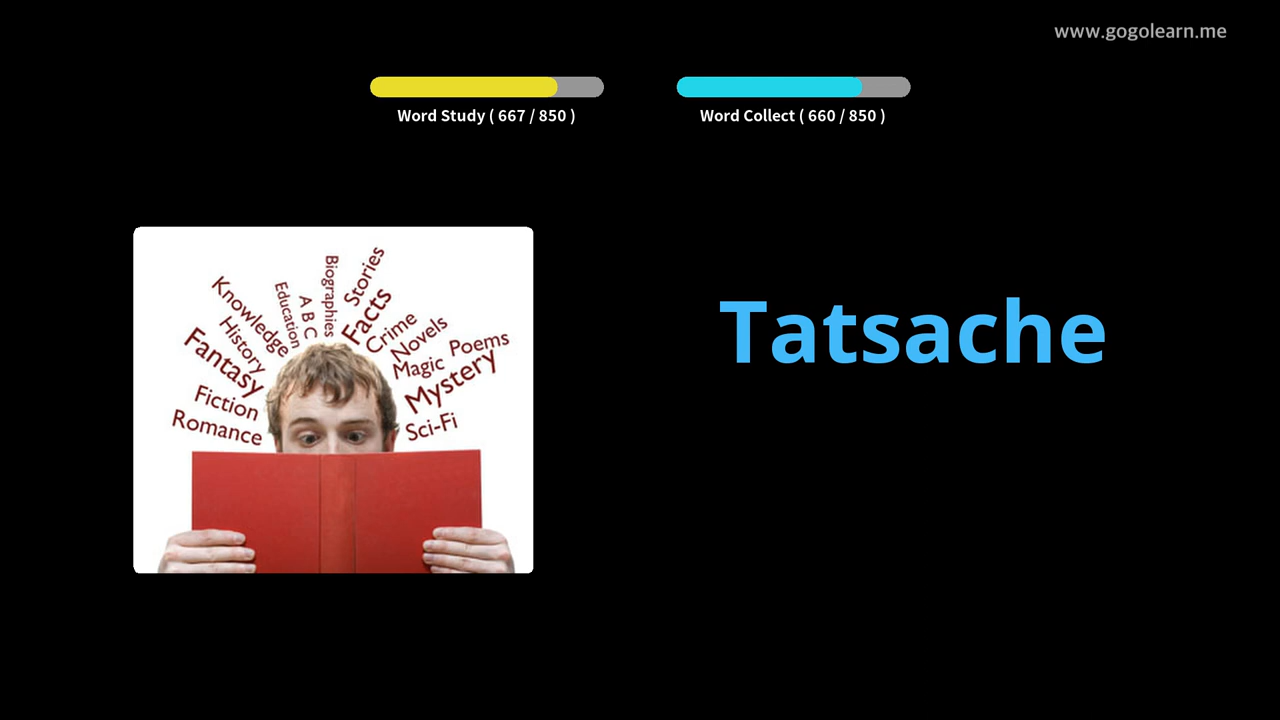 www.gogolearn.me
Word Study ( 667 / 850 )
Word Collect ( 660 / 850 )
Tatsache
Romance
Fiction
Fantasy
History
Knowledge
Education
A B C
Biographies
Stories
Facts
Crime
Novels
Magic
Poems
Mystery
Sci-Fi